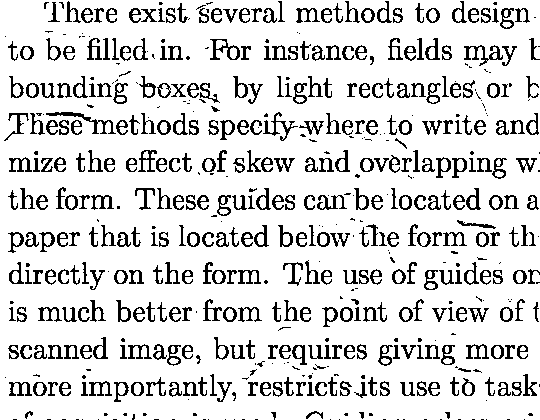 There exist several methods to design
to be filled in. For instance, fields may b
bounding boxes, by light rectangles or b
These methods specify where to write and
mize the effect of skew and overlapping wi
the form. These guides can be located on a
paper that is located below the form or th
directly on the form. The use of guides on
is much better from the point of view of t
scanned image, but requires giving more
more importantly, restricts its use to task